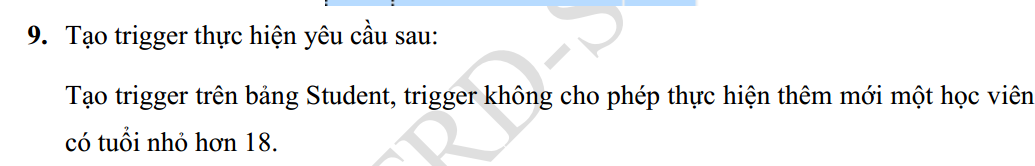 9. Tạo trigger thực hiện yêu cầu sau:
Tạo trigger trên bảng Student, trigger không cho phép thực hiện thêm mới một học viên
có tuổi nhỏ hơn 18.